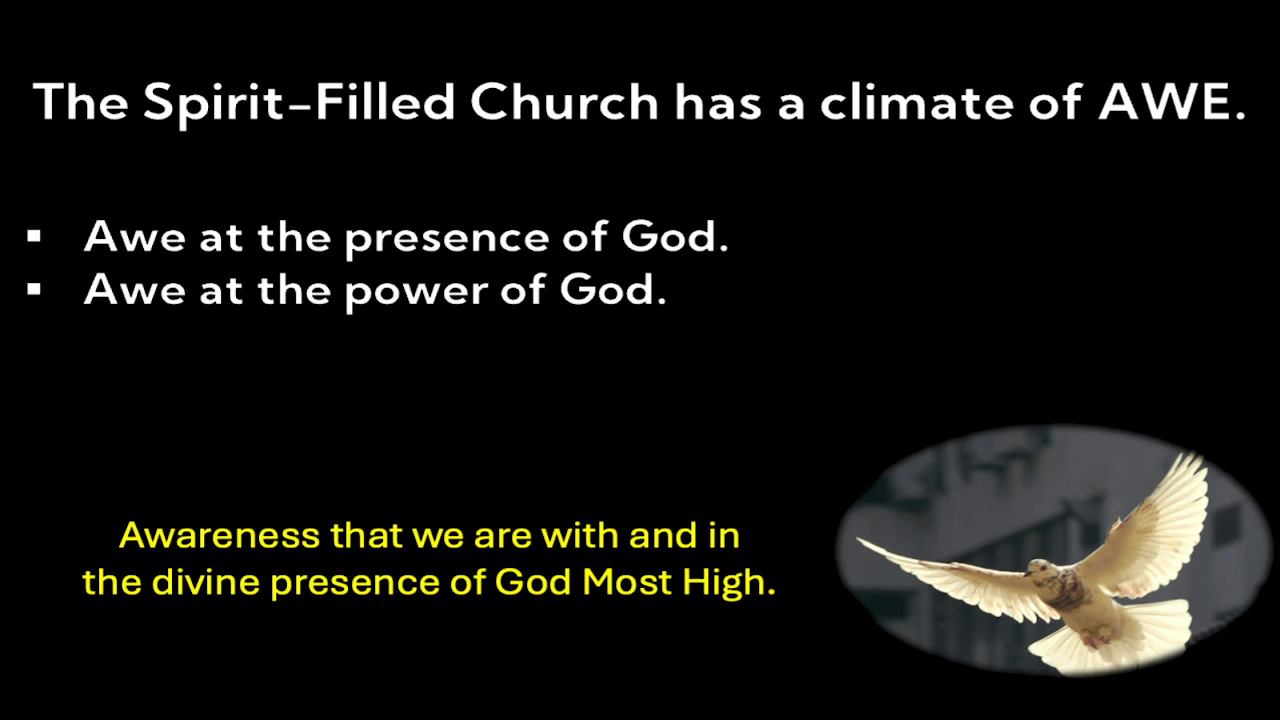 The Spirit-Filled Church has a climate of AWE.
▪ Awe at the presence of God.
▪ Awe at the power of God.
Awareness that we are with and in
the divine presence of God Most High.